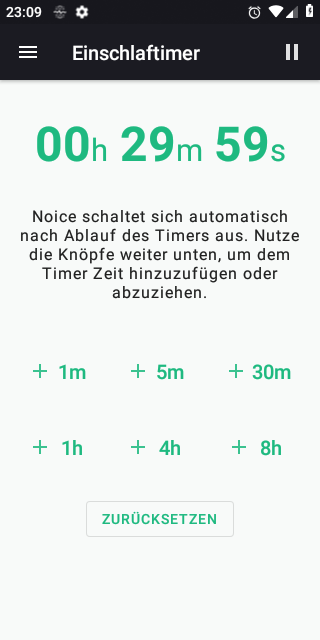 23:09
Einschlaftimer
00h 29m 59s
Noice schaltet sich automatisch
nach Ablauf des Timers aus. Nutze
die Knöpfe weiter unten, um dem
Timer Zeit hinzuzufügen oder
abzuziehen.
+ 1m + 5m + 30m
+ 1h + 4h + 8h
ZURÜCKSETZEN